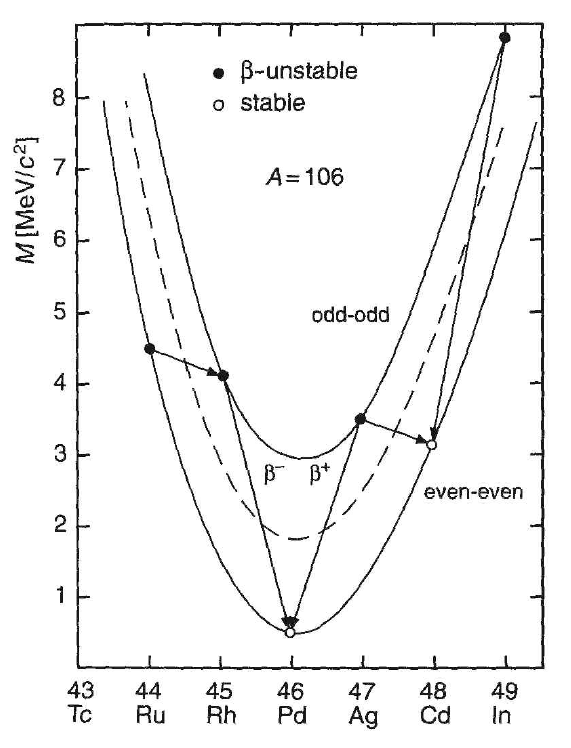 β-unstable
stable
A = 106
M [MeV/c²]
8
7
6
5
4
3
2
1
odd-odd
β⁻ β⁺
even-even
43 44 45 46 47 48 49
Tc Ru Rh Pd Ag Cd In